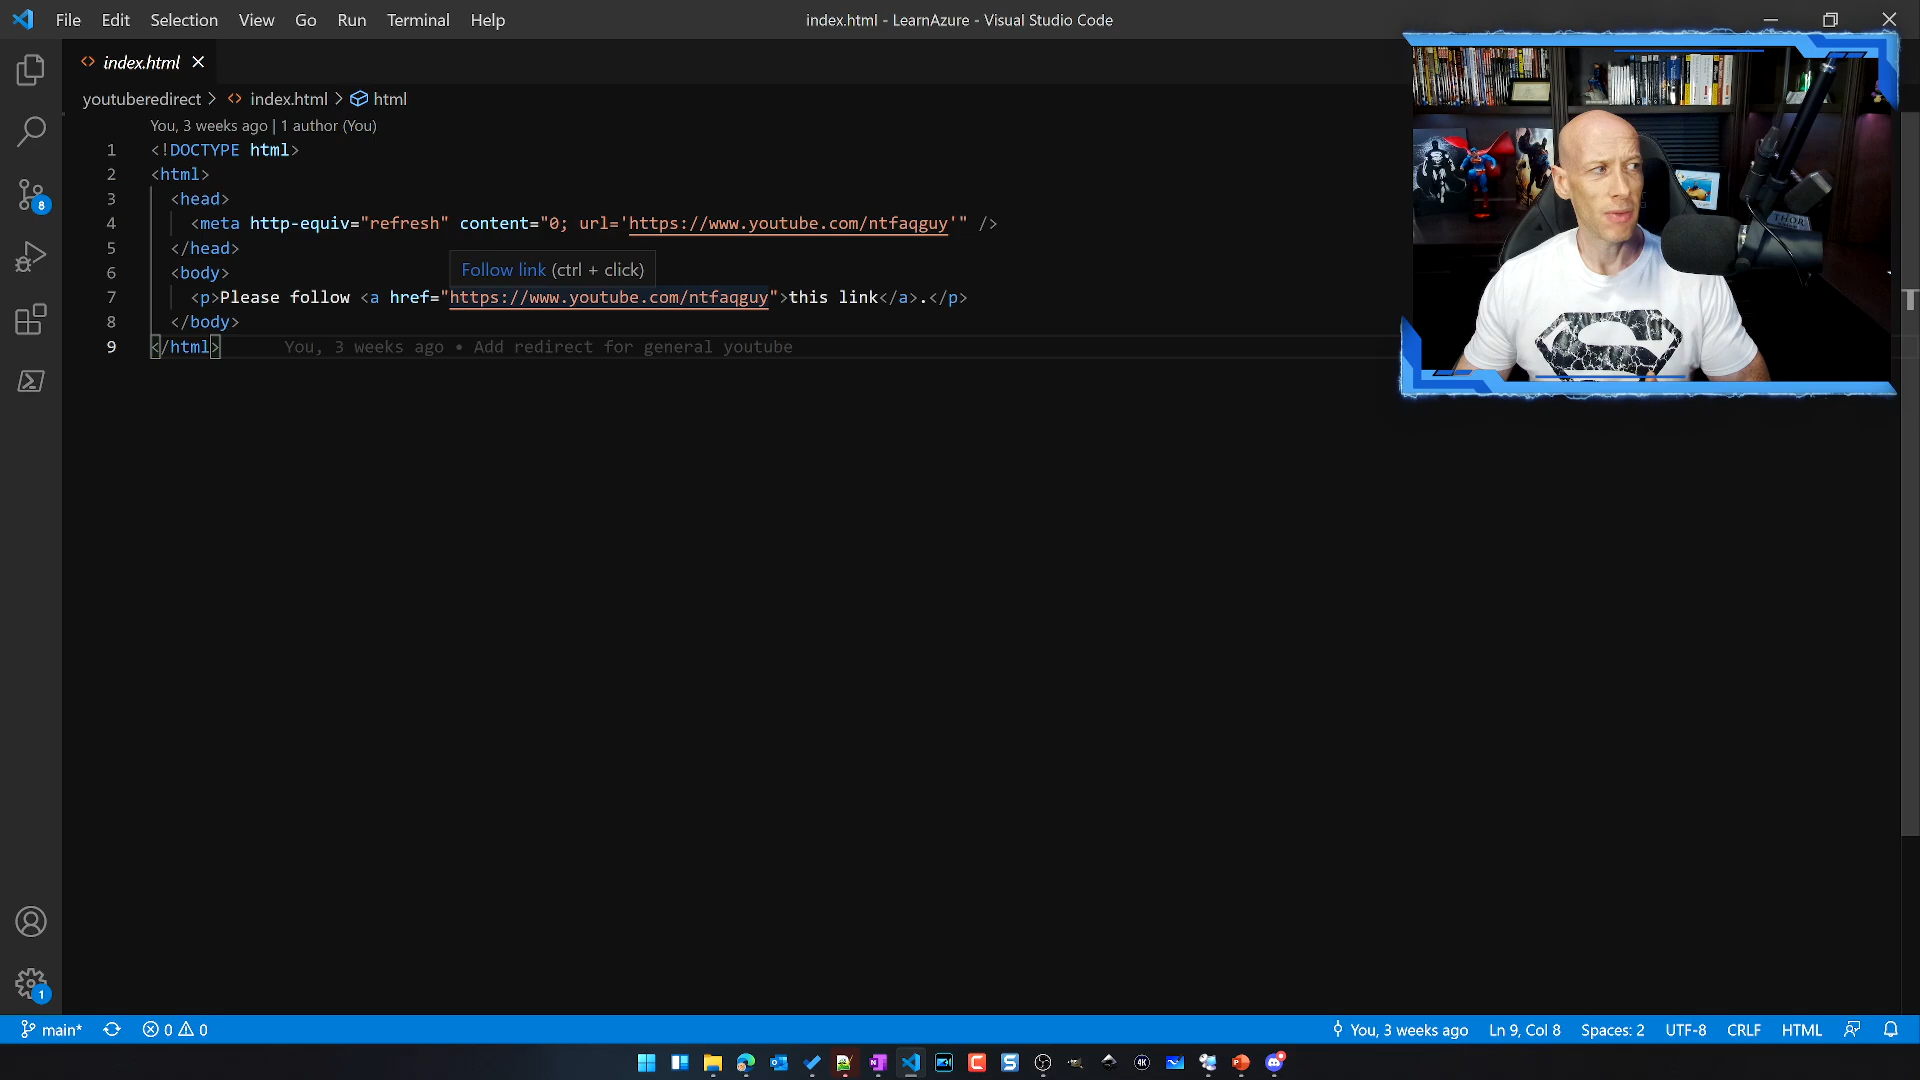 File Edit Selection View Go Run Terminal Help
index.html - LearnAzure - Visual Studio Code
index.html
youtuberedirect > index.html > html
You, 3 weeks ago | 1 author (You)
1 <!DOCTYPE html>
2 <html>
3 <head>
4 <meta http-equiv="refresh" content="0; url='https://www.youtube.com/ntfaqguy'" />
5 </head>
Follow link (ctrl + click)
6 <body>
7 <p>Please follow <a href="https://www.youtube.com/ntfaqguy">this link</a>.</p>
8 </body>
9 </html> You, 3 weeks ago • Add redirect for general youtube
8
THOR
1
main* 0 0
You, 3 weeks ago Ln 9, Col 8 Spaces: 2 UTF-8 CRLF HTML
4K